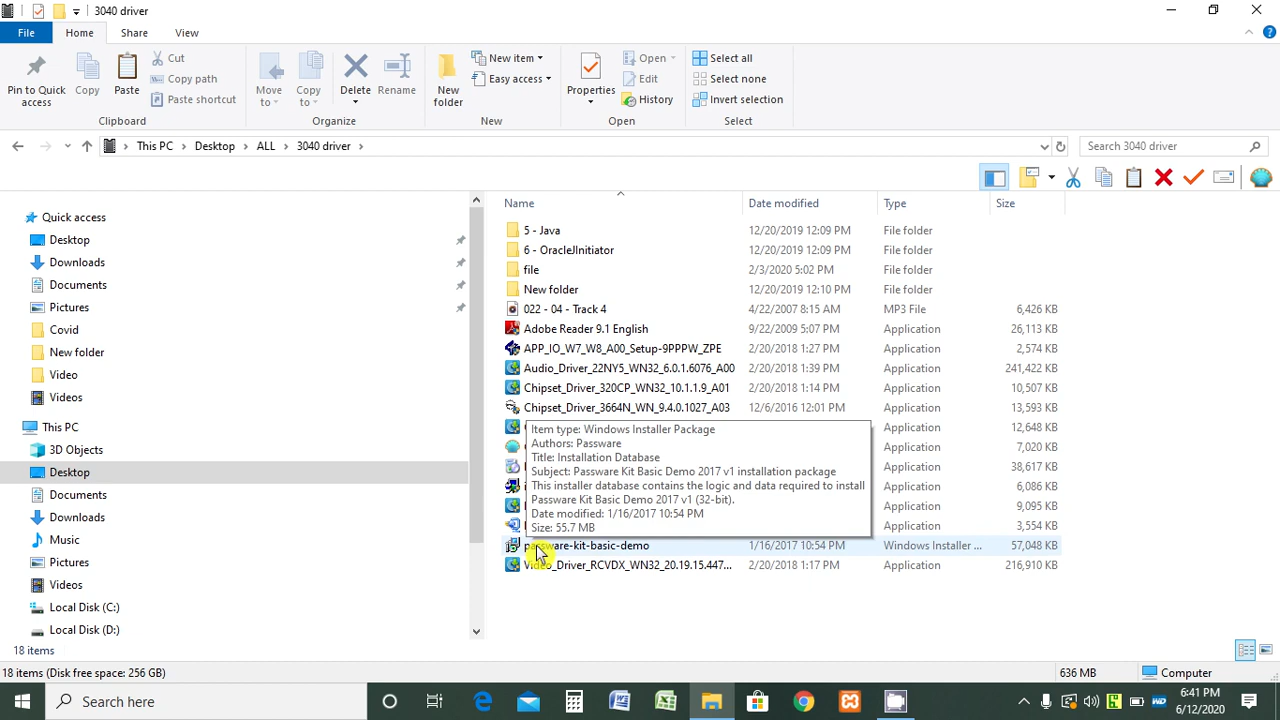 3040 driver
File Home Share View
Pin to Quick access
Copy
Paste
Cut
Copy path
Paste shortcut
Clipboard
Move to
Copy to
Delete
Rename
Organize
New folder
New item
Easy access
New
Properties
Open
Edit
History
Open
Select all
Select none
Invert selection
Select
This PC Desktop ALL 3040 driver
Search 3040 driver
Quick access
Desktop
Downloads
Documents
Pictures
Covid
New folder
Video
Videos
This PC
3D Objects
Desktop
Documents
Downloads
Music
Pictures
Videos
Local Disk (C:)
Local Disk (D:)
Name Date modified Type Size
5 - Java 12/20/2019 12:09 PM File folder
6 - OracleJInitiator 12/20/2019 12:09 PM File folder
file 2/3/2020 5:02 PM File folder
New folder 12/20/2019 12:10 PM File folder
022 - 04 - Track 4 4/22/2007 8:15 AM MP3 File 6,426 KB
Adobe Reader 9.1 English 9/22/2009 5:07 PM Application 26,113 KB
APP_IO_W7_W8_A00_Setup-9PPPW_ZPE 2/20/2018 1:27 PM Application 2,574 KB
Audio_Driver_22NY5_WN32_6.0.1.6076_A00 2/20/2018 1:39 PM Application 241,422 KB
Chipset_Driver_320CP_WN32_10.1.1.9_A01 2/20/2018 1:14 PM Application 10,507 KB
Chipset_Driver_3664N_WN_9.4.0.1027_A03 12/6/2016 12:01 PM Application 13,593 KB
Application 12,648 KB
Application 7,020 KB
Application 38,617 KB
Application 3,086 KB
Application 9,095 KB
Application 3,554 KB
Item type: Windows Installer Package
Authors: Passware
Title: Installation Database
Subject: Passware Kit Basic Demo 2017 v1 installation package
This installer database contains the logic and data required to install
Passware Kit Basic Demo 2017 v1 (32-bit).
Date modified: 1/16/2017 10:54 PM
Size: 55.7 MB
passware-kit-basic-demo 1/16/2017 10:54 PM Windows Installer ... 57,048 KB
Video_Driver_RCVDX_WN32_20.19.15.447... 2/20/2018 1:17 PM Application 216,910 KB
18 items
18 items (Disk free space: 256 GB) 636 MB Computer
Search here
6:41 PM
6/12/2020